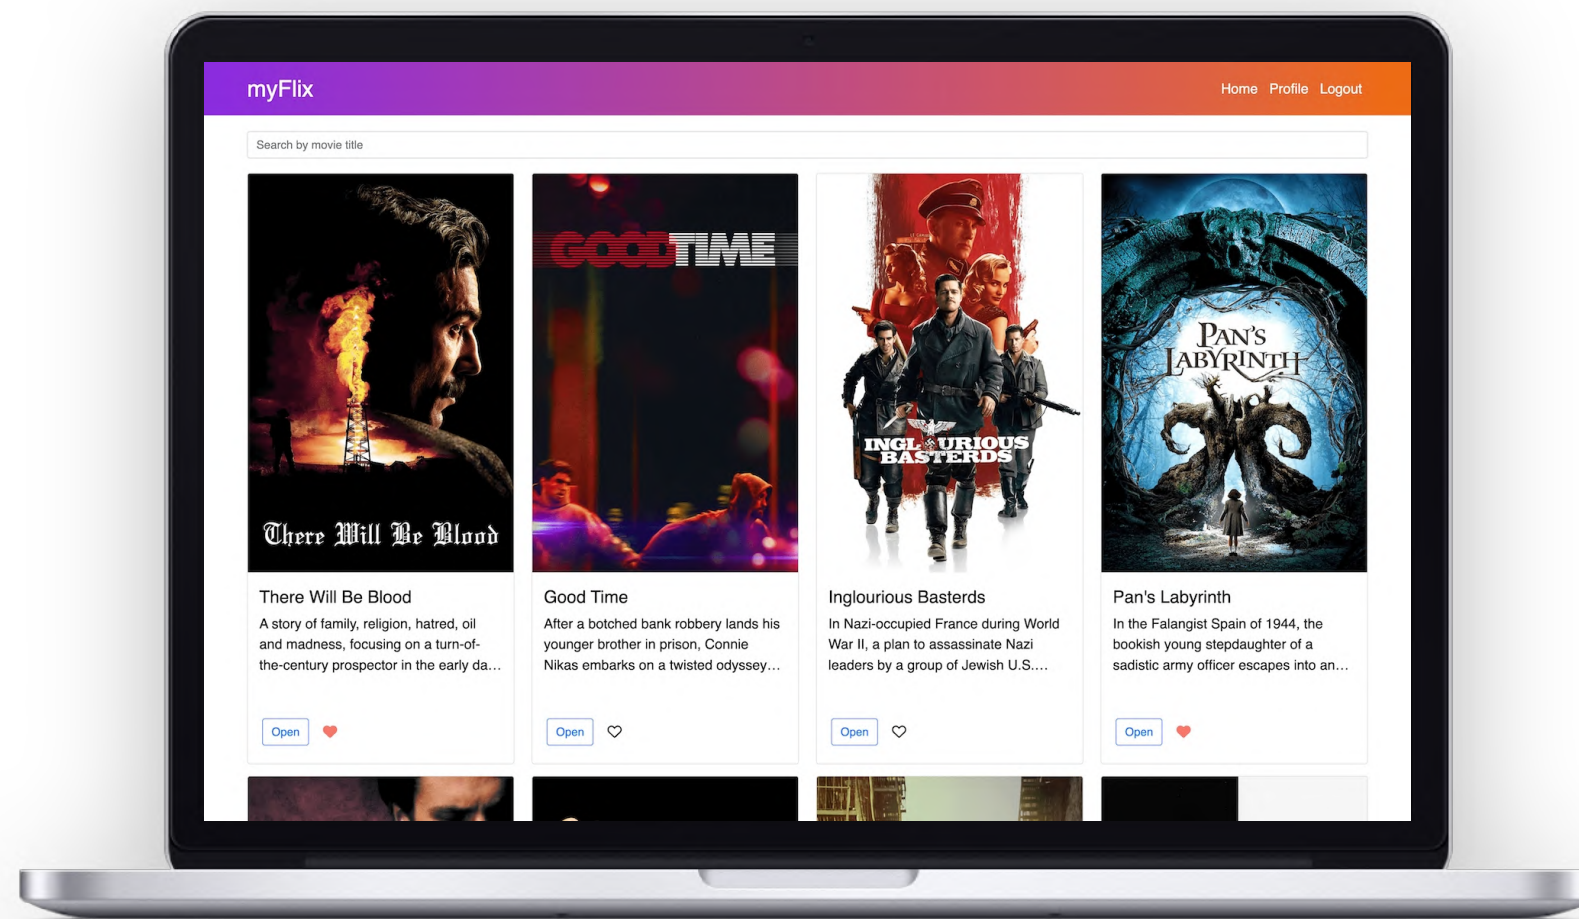 myFlix
Home Profile Logout
Search by movie title
There Will Be Blood
GOODTIME
INGL URIOUS
BASTERDS
PAN'S
LABYRINTH
There Will Be Blood
A story of family, religion, hatred, oil
and madness, focusing on a turn-of-
the-century prospector in the early da...
Open
Good Time
After a botched bank robbery lands his
younger brother in prison, Connie
Nikas embarks on a twisted odyssey...
Open
Inglourious Basterds
In Nazi-occupied France during World
War II, a plan to assassinate Nazi
leaders by a group of Jewish U.S....
Open
Pan's Labyrinth
In the Falangist Spain of 1944, the
bookish young stepdaughter of a
sadistic army officer escapes into an...
Open